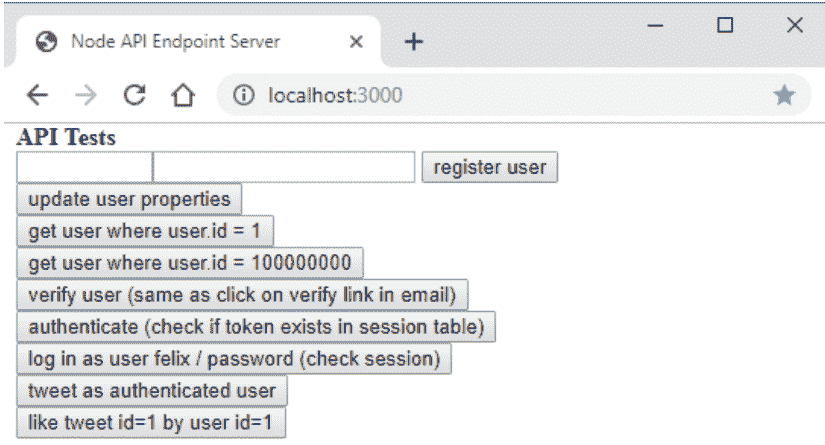 Node API Endpoint Server
localhost:3000
API Tests
register user
update user properties
get user where user.id = 1
get user where user.id = 100000000
verify user (same as click on verify link in email)
authenticate (check if token exists in session table)
log in as user felix / password (check session)
tweet as authenticated user
like tweet id=1 by user id=1